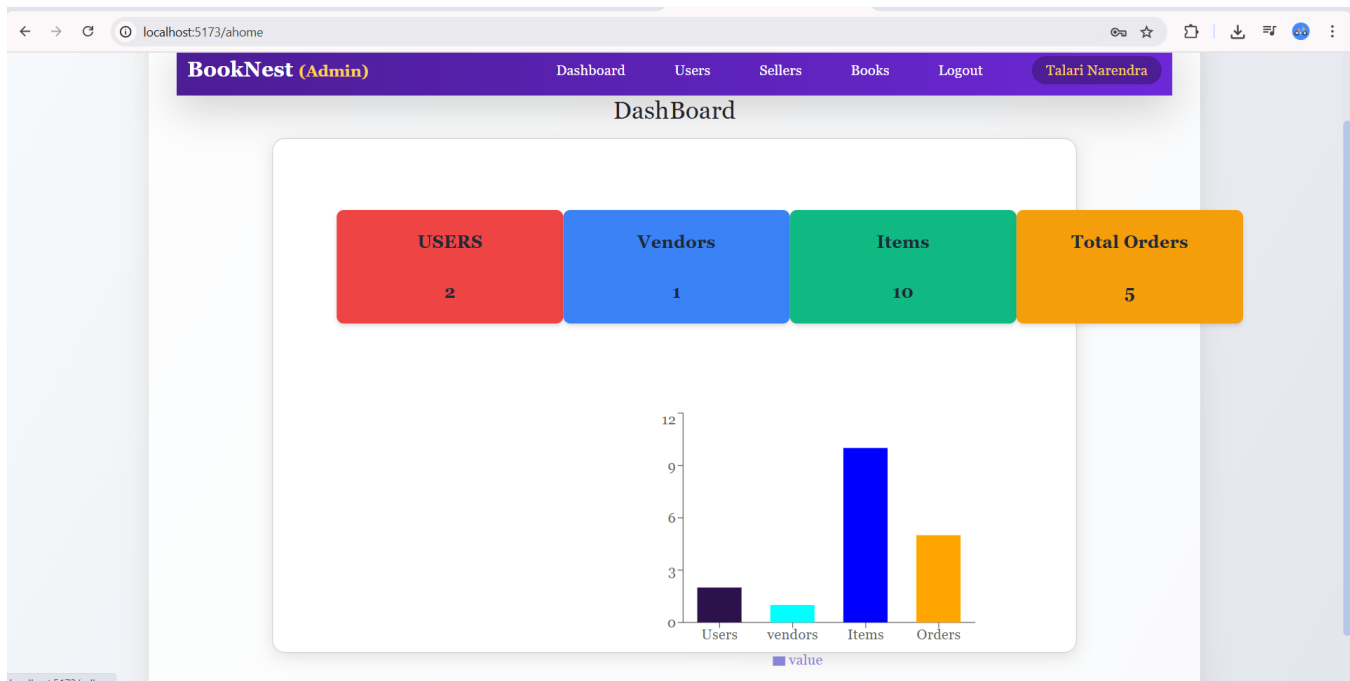 localhost:5173/ahome
BookNest (Admin) Dashboard Users Sellers Books Logout Talari Narendra
DashBoard
USERS Vendors Items Total Orders
2 1 10 5
12
9
6
3
0
Users vendors Items Orders
value